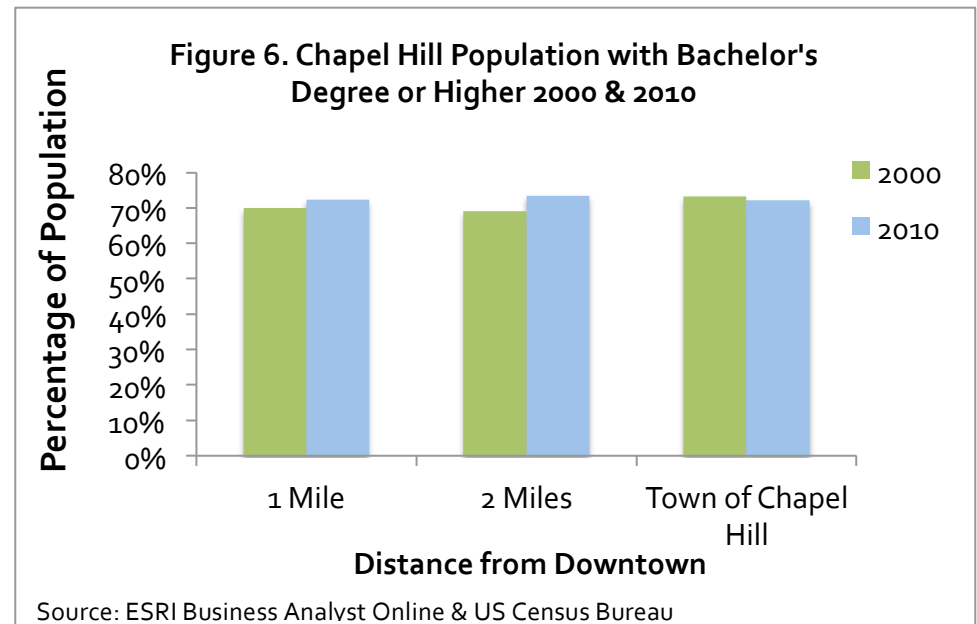 Figure 6. Chapel Hill Population with Bachelor's
Degree or Higher 2000 & 2010
Percentage of Population
80%
70%
60%
50%
40%
30%
20%
10%
0%
2000
2010
1 Mile
2 Miles
Town of Chapel
Hill
Distance from Downtown
Source: ESRI Business Analyst Online & US Census Bureau